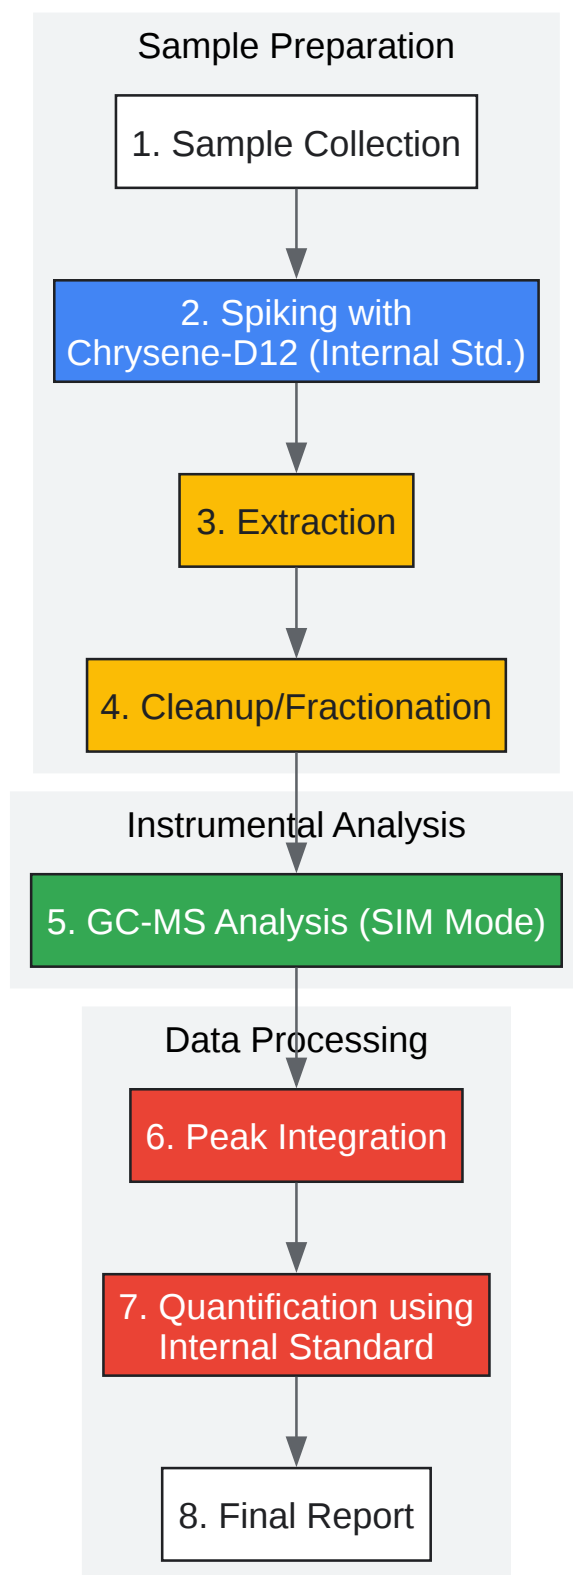 Sample Preparation
1. Sample Collection
2. Spiking with
Chrysene-D12 (Internal Std.)
3. Extraction
4. Cleanup/Fractionation
Instrumental Analysis
5. GC-MS Analysis (SIM Mode)
Data Processing
6. Peak Integration
7. Quantification using
Internal Standard
8. Final Report